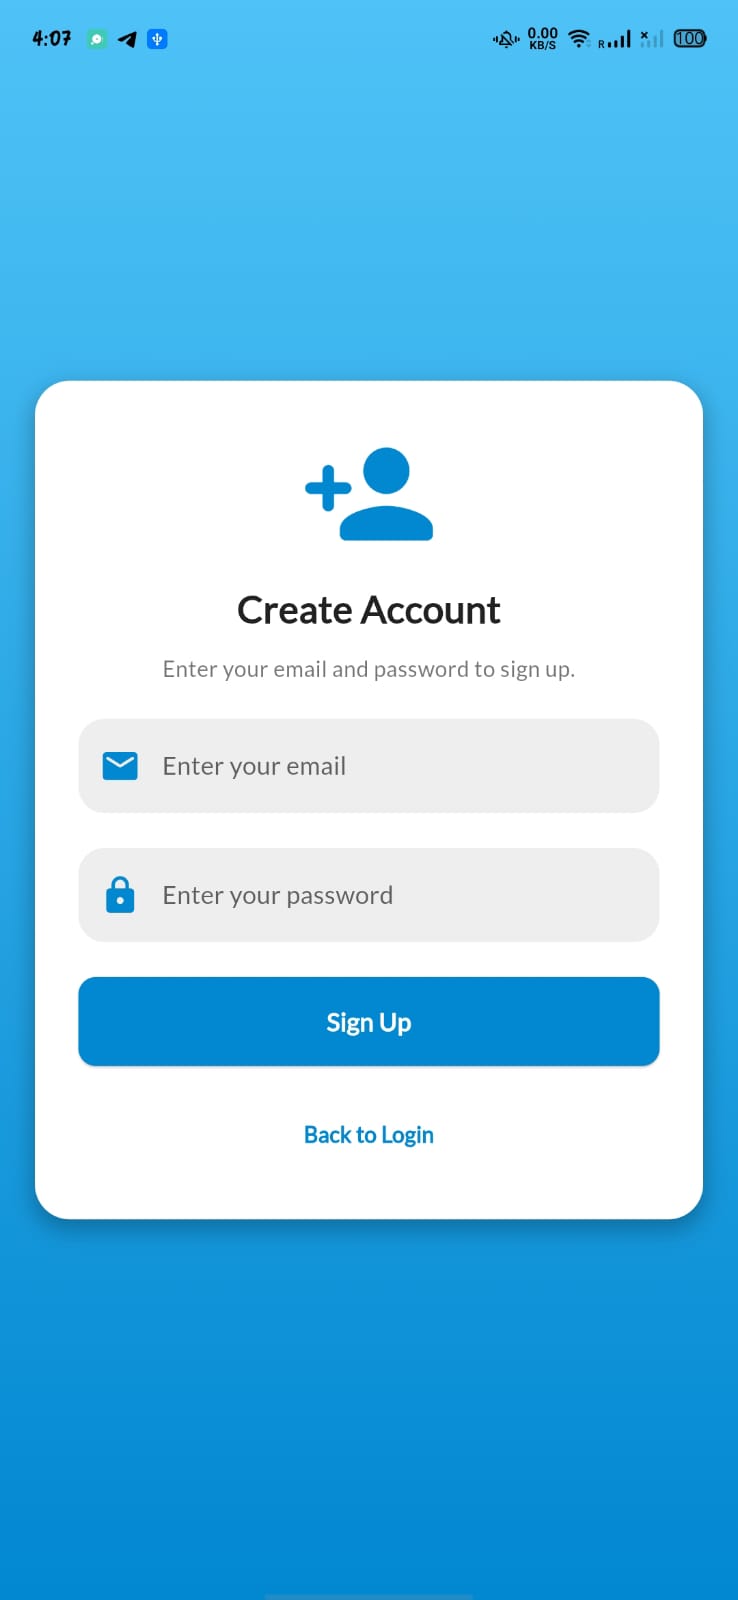 4:07
0.00
KB/S
R
100
Create Account
Enter your email and password to sign up.
Enter your email
Enter your password
Sign Up
Back to Login